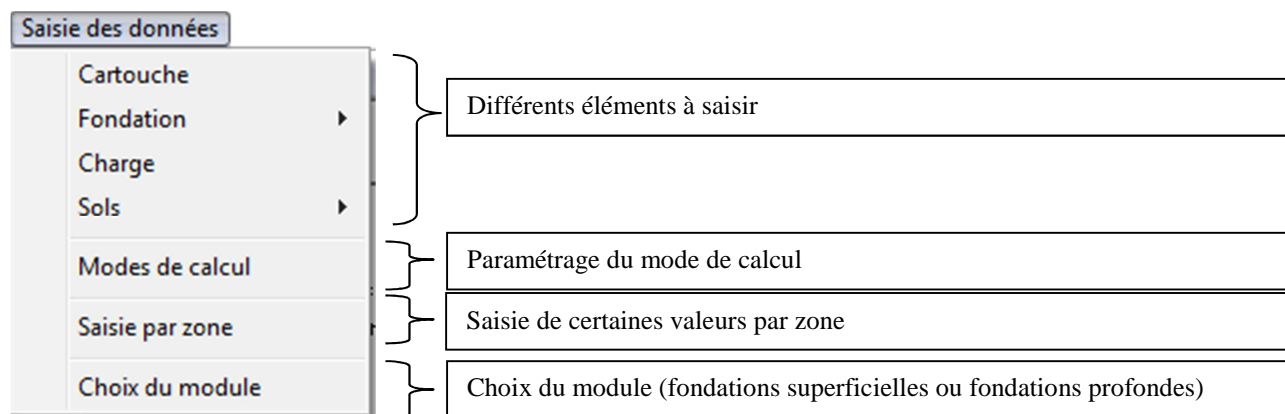 Saisie des données
Cartouche
Fondation
Charge
Sols
Différents éléments à saisir
Modes de calcul
Paramétrage du mode de calcul
Saisie par zone
Saisie de certaines valeurs par zone
Choix du module
Choix du module (fondations superficielles ou fondations profondes)